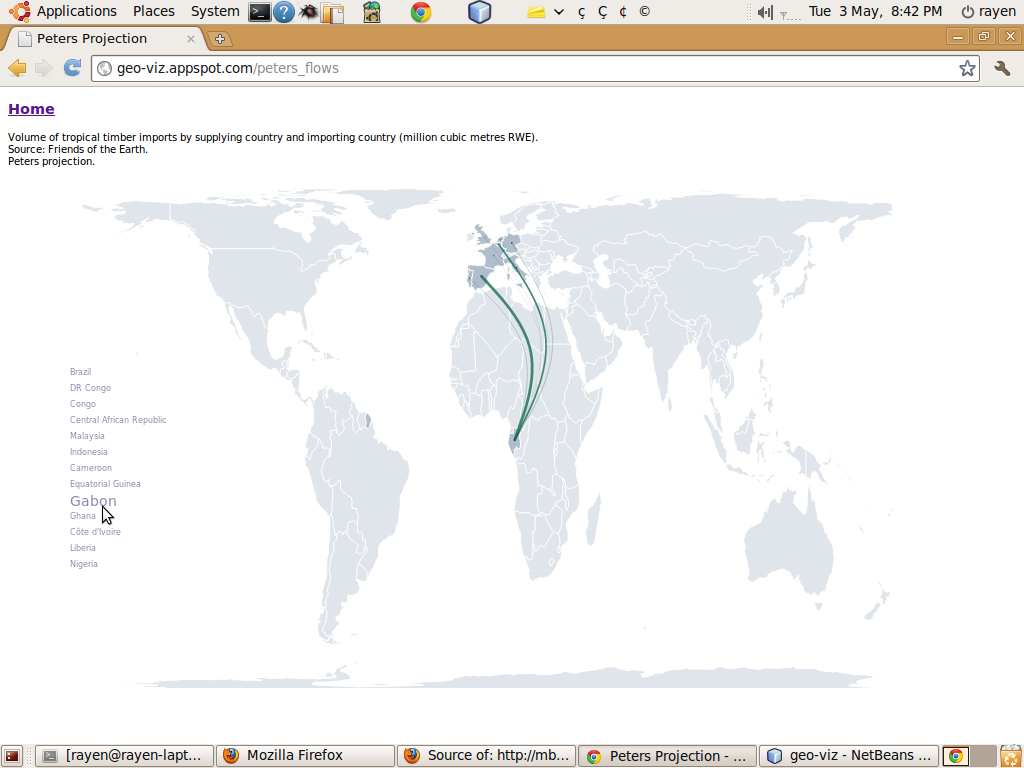 Applications Places System ç Ç ¢ © Tue 3 May, 8:42 PM rayen
Peters Projection
geo-viz.appspot.com/peters_flows
Home
Volume of tropical timber imports by supplying country and importing country (million cubic metres RWE).
Source: Friends of the Earth.
Peters projection.
Brazil
DR Congo
Congo
Central African Republic
Malaysia
Indonesia
Cameroon
Equatorial Guinea
Gabon
Ghana
Côte d'Ivoire
Liberia
Nigeria
[rayen@rayen-lapt... Mozilla Firefox Source of: http://mb... Peters Projection - ... geo-viz - NetBeans ...